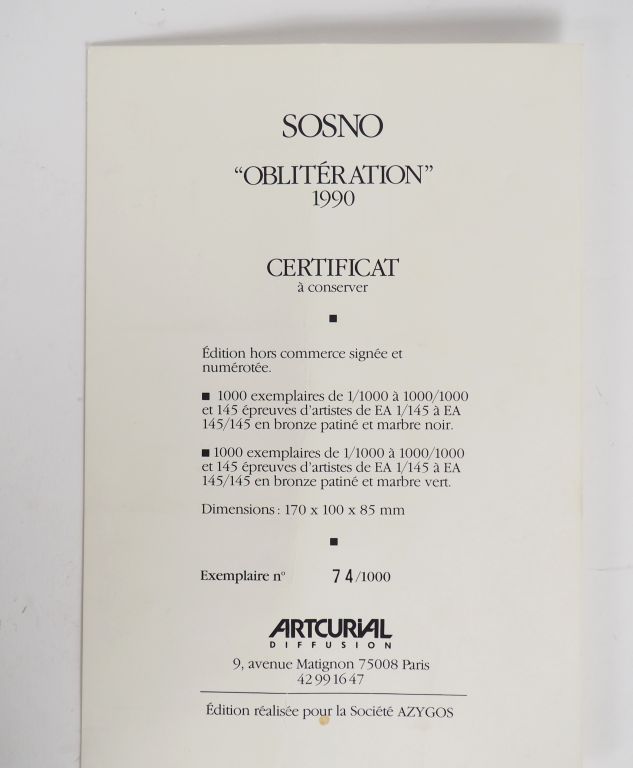 SOSNO
“OBLITÉRATION”
1990
CERTIFICAT
à conserver
Édition hors commerce signée et
numérotée.
■ 1000 exemplaires de 1/1000 à 1000/1000
et 145 épreuves d'artistes de EA 1/145 à EA
145/145 en bronze patiné et marbre noir.
■ 1000 exemplaires de 1/1000 à 1000/1000
et 145 épreuves d'artistes de EA 1/145 à EA
145/145 en bronze patiné et marbre vert.
Dimensions : 170 x 100 x 85 mm
Exemplaire n° 74/1000
ARTCURIAL
DIFFUSION
9, avenue Matignon 75008 Paris
42 99 16 47
Édition réalisée pour la Société AZYGOS